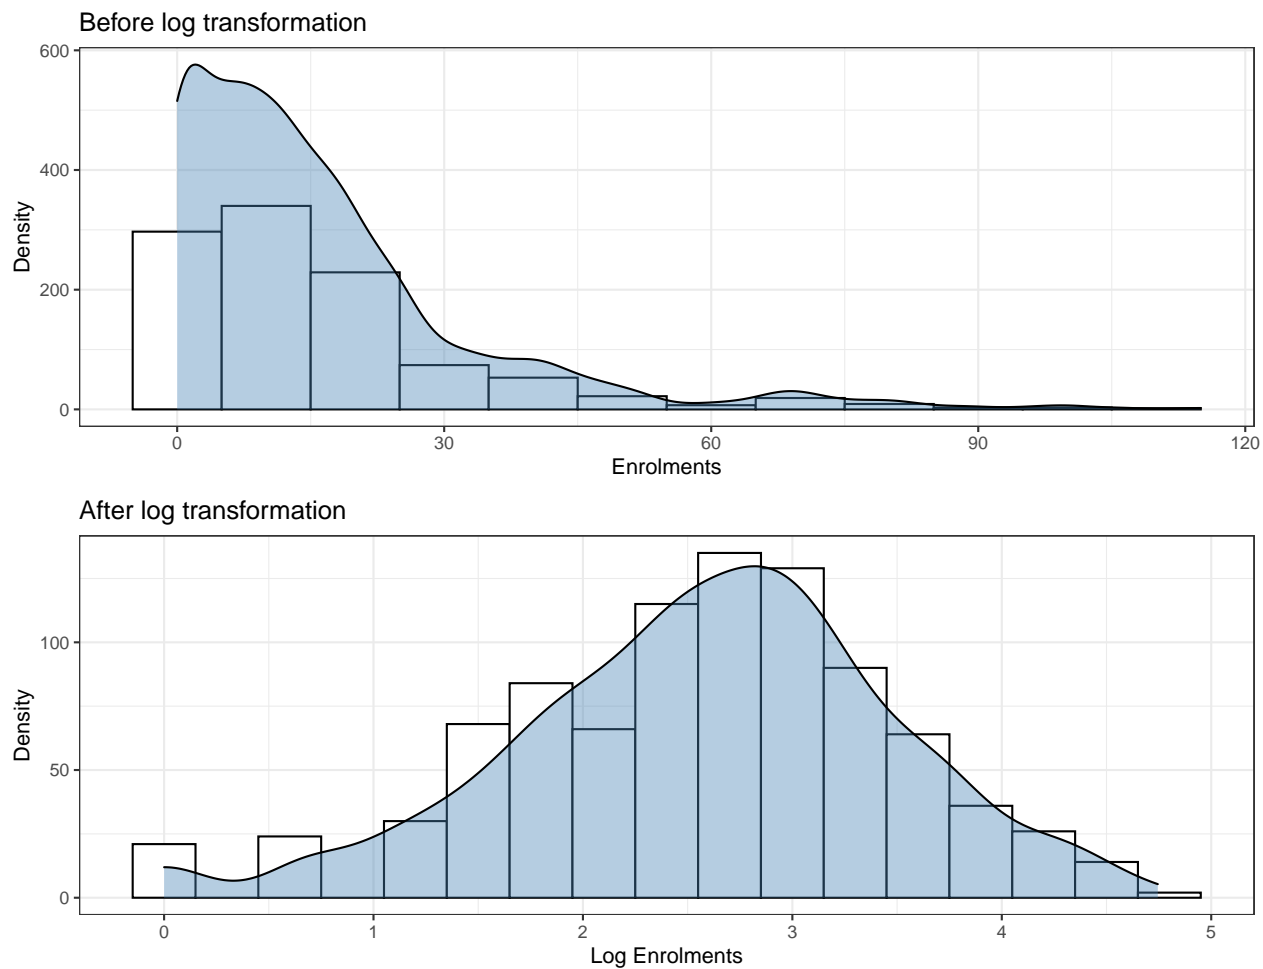 Before log transformation
600
400
200
0
Density
0 30 60 90 120
Enrolments
After log transformation
100
50
0
Density
0 1 2 3 4 5
Log Enrolments